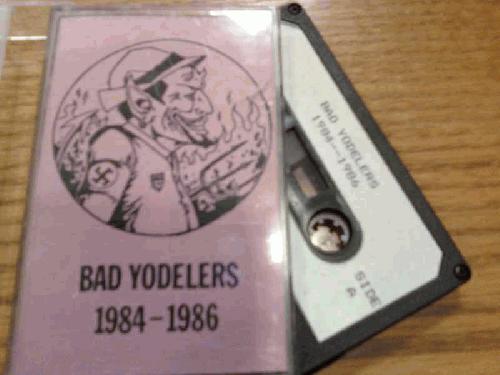 BAD YODELERS
1984-1986
BAD YODELERS
1984--1986
SIDE
A